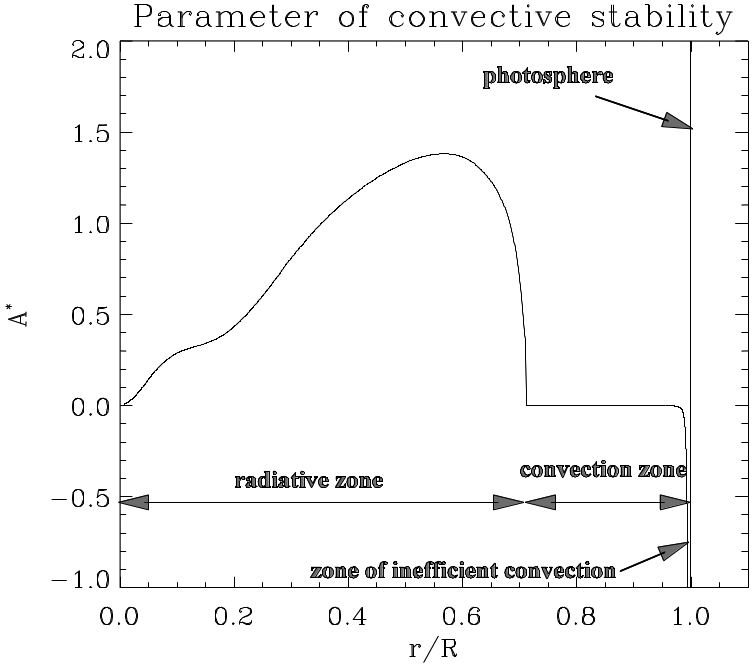 Parameter of convective stability
2.0
photosphere
1.5
1.0
A*
0.5
0.0
convection zone
radiative zone
−0.5
zone of inefficient convection
−1.0
0.0 0.2 0.4 0.6 0.8 1.0
r/R